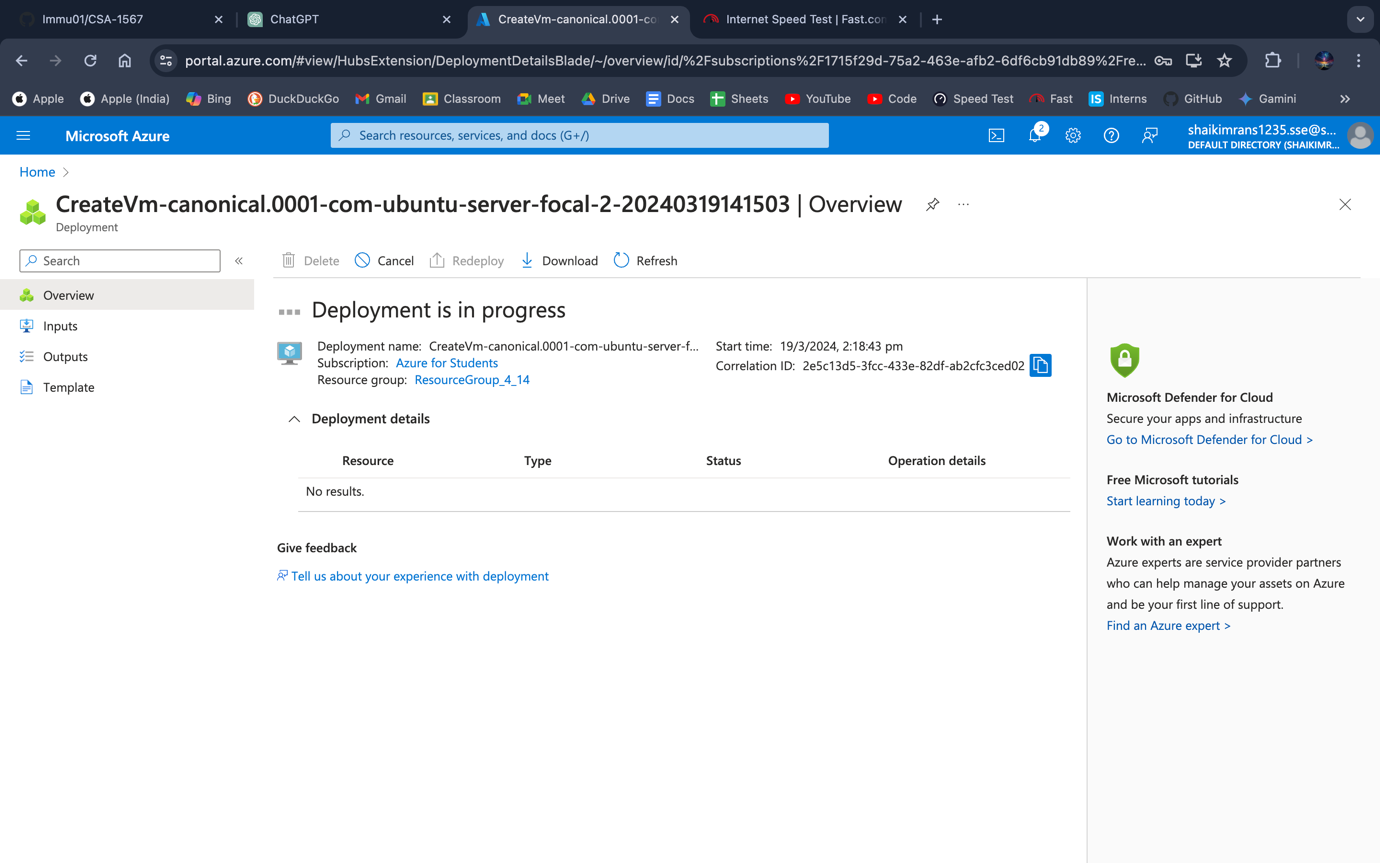 Immu01/CSA-1567
ChatGPT
CreateVm-canonical.0001-co
Internet Speed Test | Fast.con
portal.azure.com/#view/HubsExtension/DeploymentDetailsBlade/~/overview/id/%2Fsubscriptions%2F1715f29d-75a2-463e-afb2-6df6cb91db89%2Fre...
Apple
Apple (India)
Bing
DuckDuckGo
Gmail
Classroom
Meet
Drive
Docs
Sheets
YouTube
Code
Speed Test
Fast
IS Interns
GitHub
Gamini
Microsoft Azure
Search resources, services, and docs (G+/)
2
shaikimrans1235.sse@s...
DEFAULT DIRECTORY (SHAIKIMR...
Home
CreateVm-canonical.0001-com-ubuntu-server-focal-2-20240319141503 | Overview
Deployment
Search
Delete
Cancel
Redeploy
Download
Refresh
Overview
Inputs
Outputs
Template
Deployment is in progress
Deployment name: CreateVm-canonical.0001-com-ubuntu-server-f...
Subscription: Azure for Students
Resource group: ResourceGroup_4_14
Start time: 19/3/2024, 2:18:43 pm
Correlation ID: 2e5c13d5-3fcc-433e-82df-ab2cfc3ced02
Deployment details
Resource Type Status Operation details
No results.
Give feedback
Tell us about your experience with deployment
Microsoft Defender for Cloud
Secure your apps and infrastructure
Go to Microsoft Defender for Cloud >
Free Microsoft tutorials
Start learning today >
Work with an expert
Azure experts are service provider partners
who can help manage your assets on Azure
and be your first line of support.
Find an Azure expert >